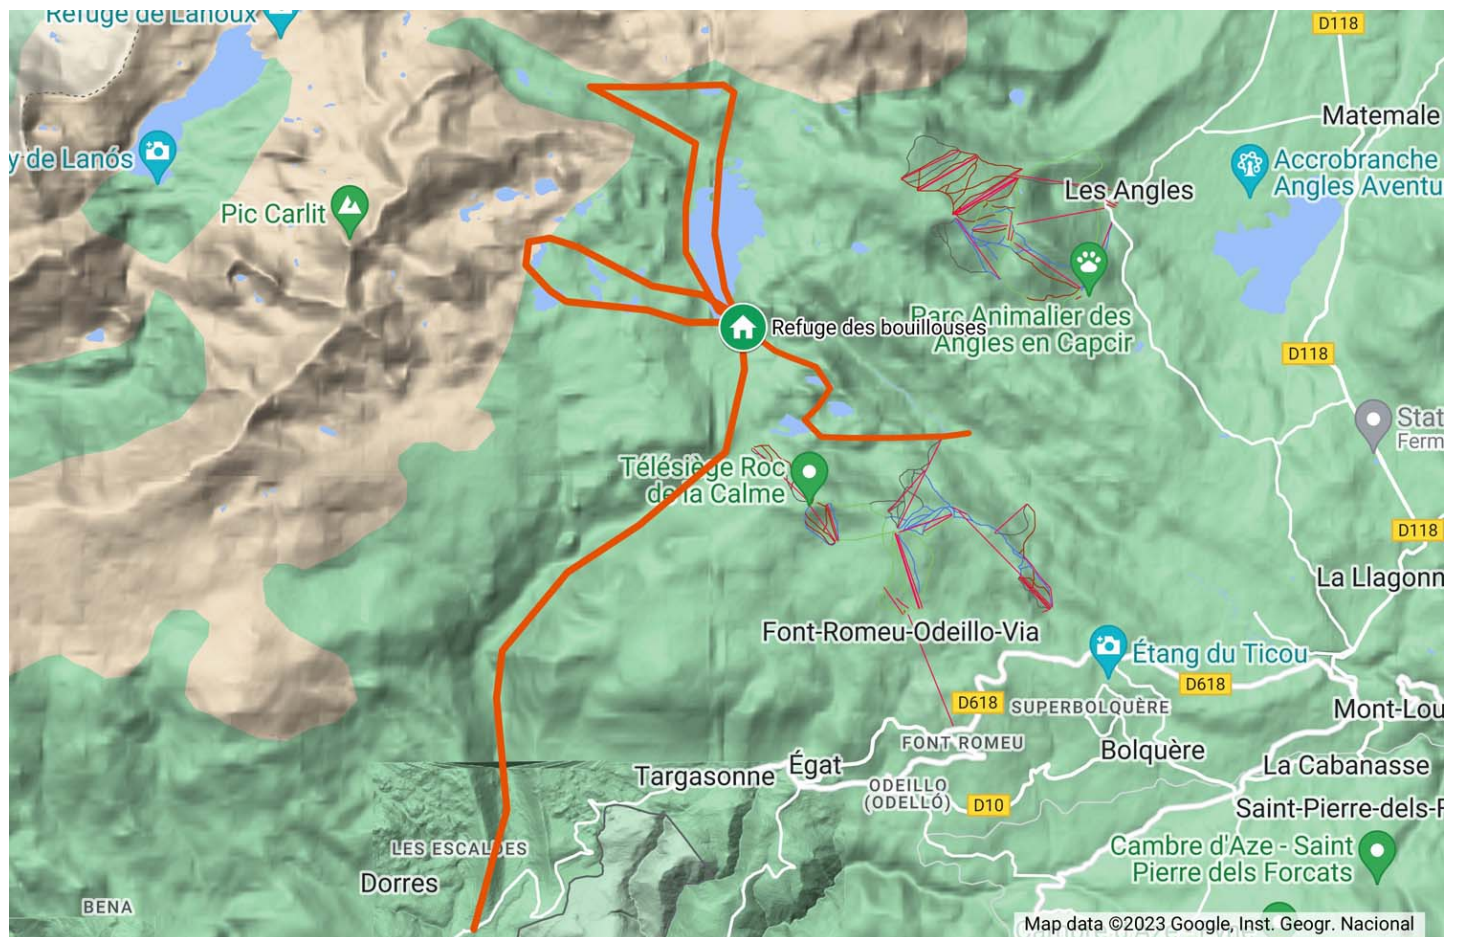 Refuge de Lanoux
D118
Matemale
y de Lanós
Accrobranche
Angles Aventu
Les Angles
Pic Carlit
Parc Animalier des
Angles en Capcir
Refuge des bouillouses
D118
Stat
Ferm
Télésiège Roc
de la Calme
D118
La Llagonn
Font-Romeu-Odeillo-Via
Étang du Ticou
D618
D618
SUPERBOLQUÈRE
Mont-Lou
FONT ROMEU
Bolquère
Targasonne
Égat
La Cabanasse
ODEILLO
(ODELLÓ)
D10
Saint-Pierre-dels-F
LES ESCALDES
Cambre d'Aze - Saint
Pierre dels Forcats
Dorres
BENA
Map data ©2023 Google, Inst. Geogr. Nacional